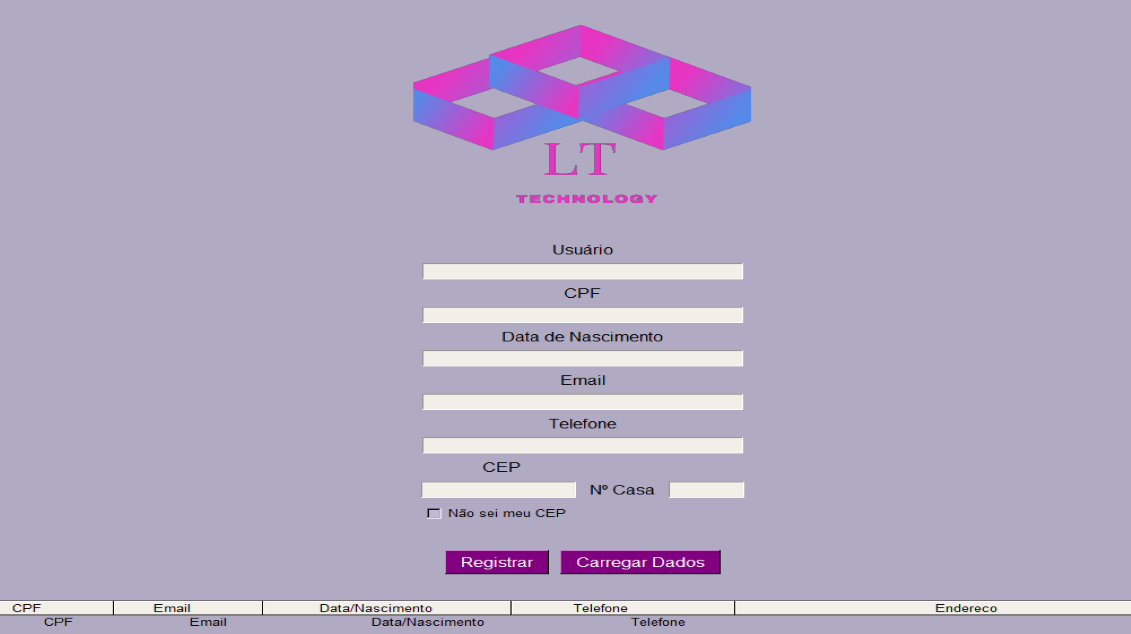 LT
TECHNOLOGY
Usuário
CPF
Data de Nascimento
Email
Telefone
CEP
Nº Casa
Não sei meu CEP
Registrar Carregar Dados
CPF Email Data/Nascimento Telefone Endereco
CPF Email Data/Nascimento Telefone